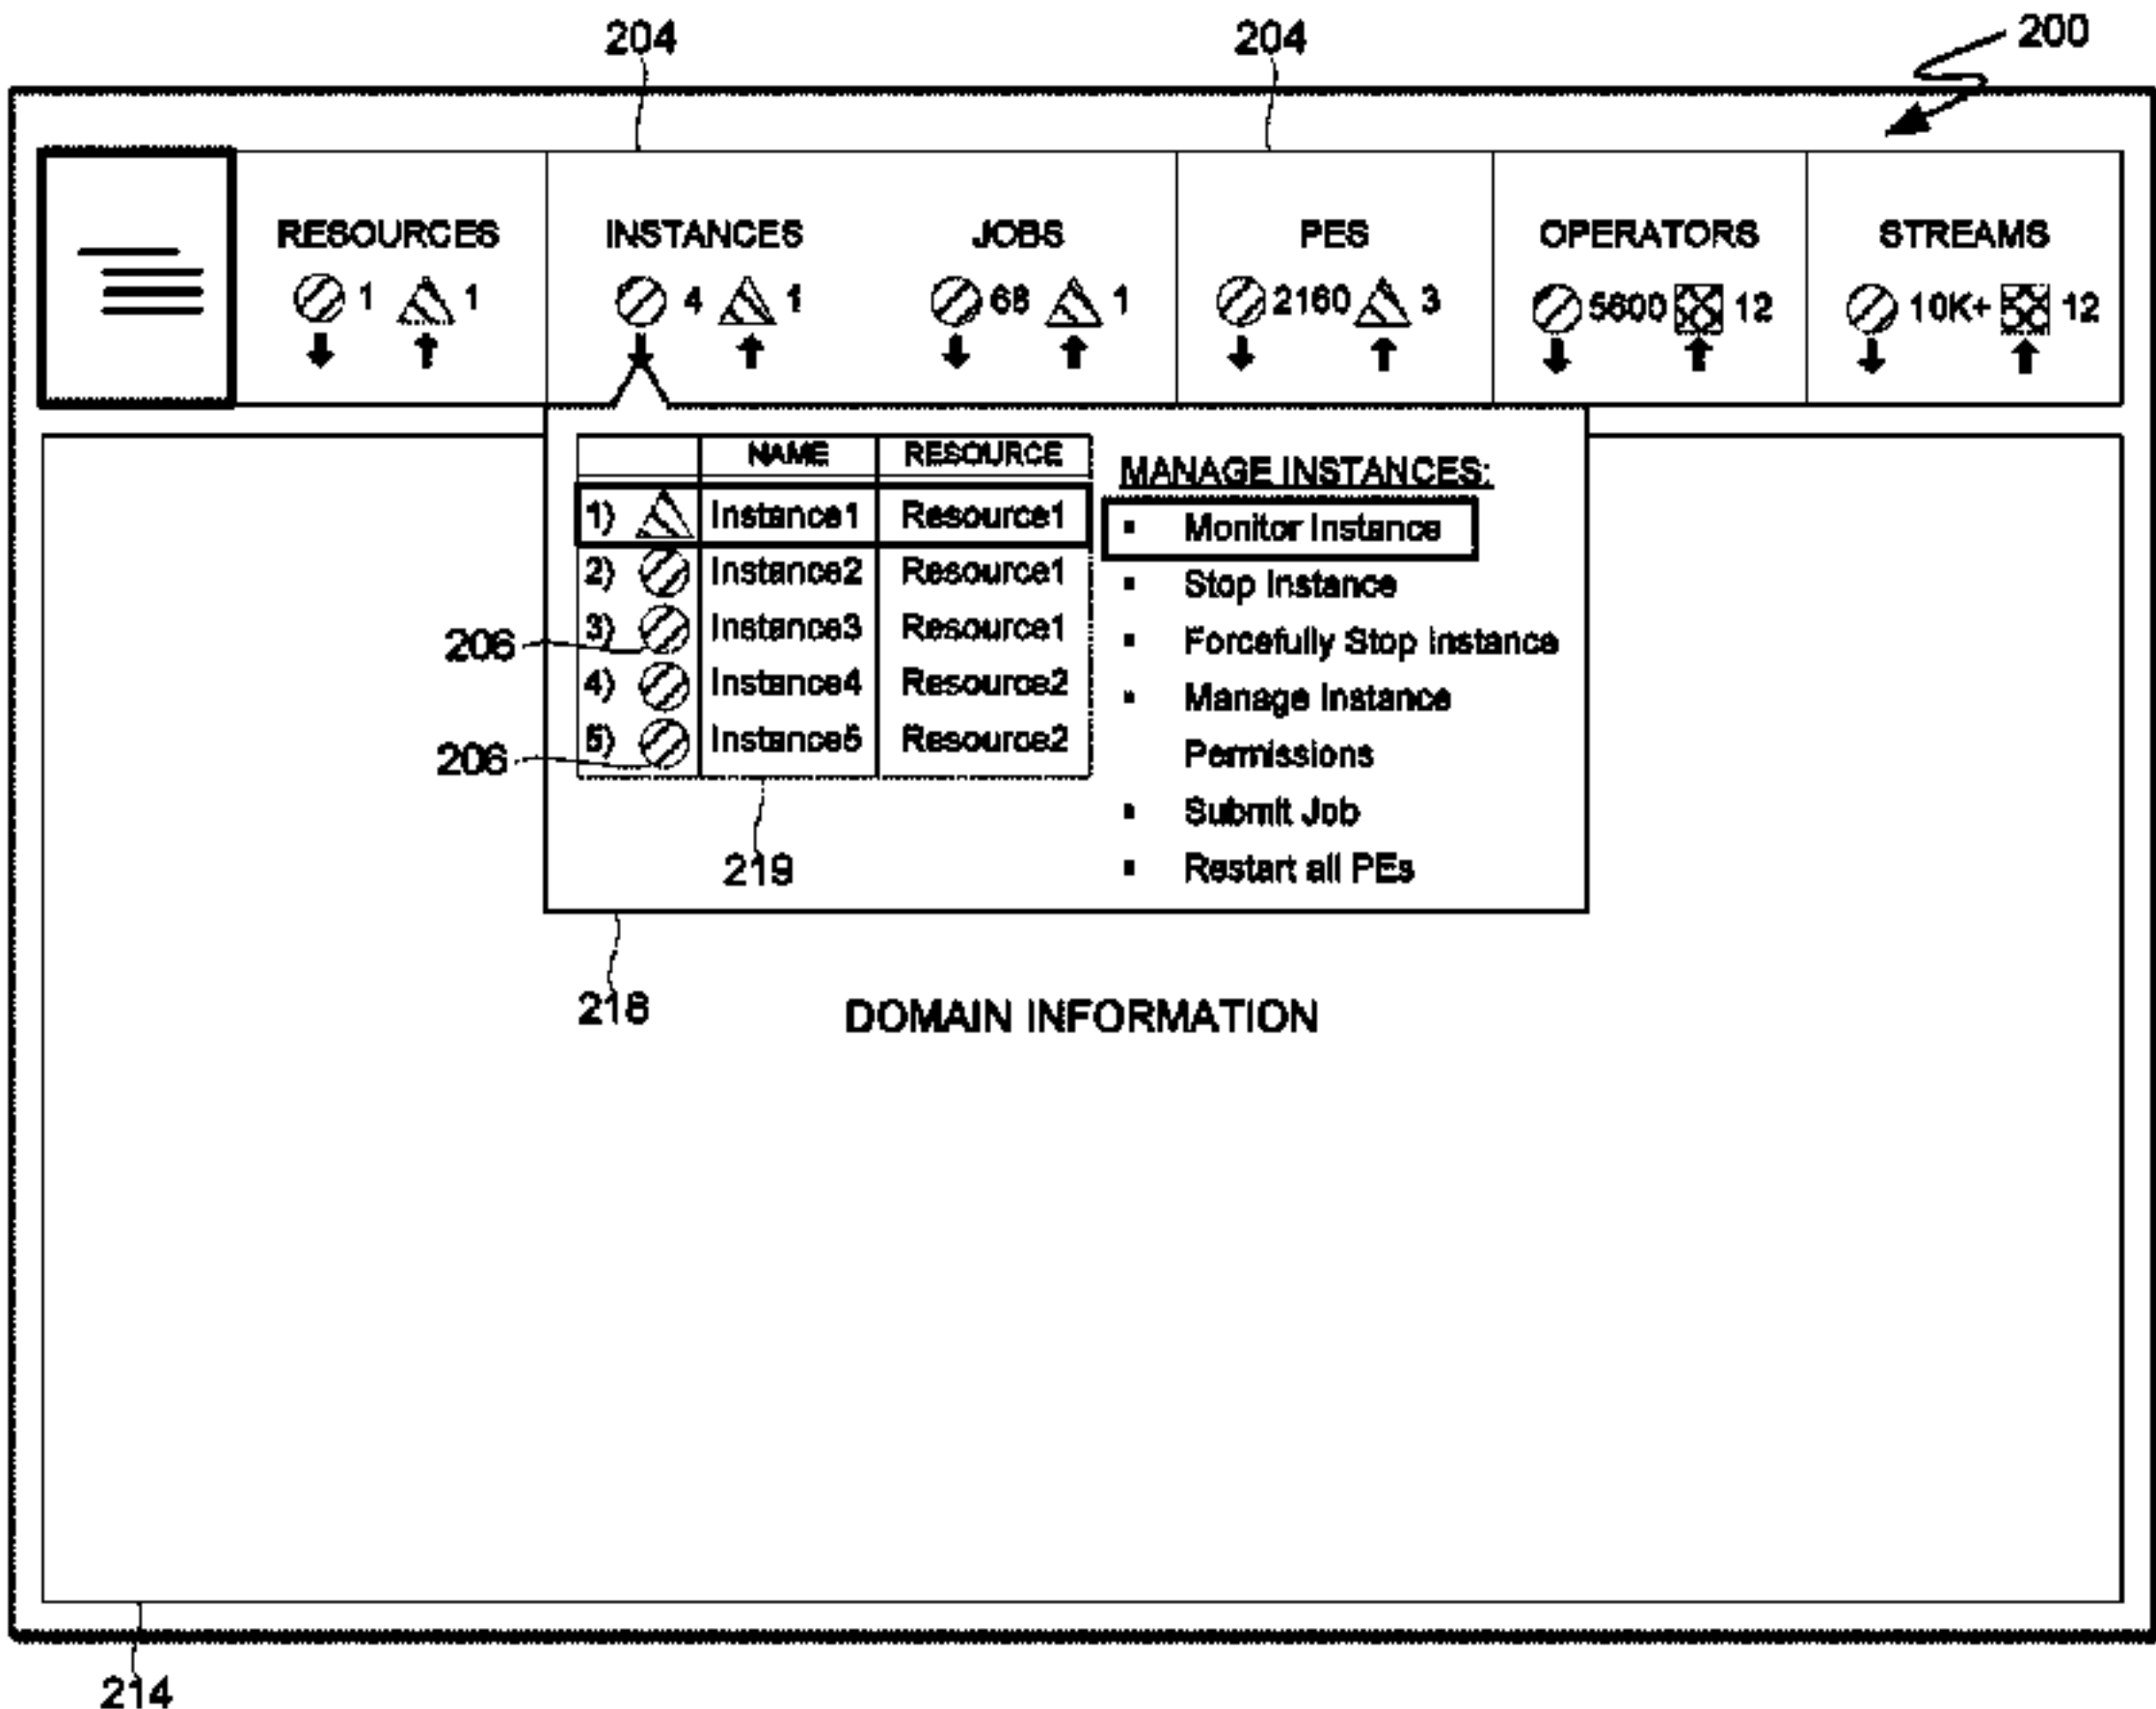 204 204 200
RESOURCES INSTANCES JOBS PES OPERATORS STREAMS
1 1 4 1 68 1 2160 3 5600 12 10K+ 12
NAME RESOURCE
1) Instance1 Resource1
2) Instance2 Resource1
3) Instance3 Resource1
4) Instance4 Resource2
5) Instance5 Resource2
206
206
219
MANAGE INSTANCES:
▪ Monitor Instance
▪ Stop Instance
▪ Forcefully Stop Instance
▪ Manage Instance
Permissions
▪ Submit Job
▪ Restart all PEs
218
DOMAIN INFORMATION
214